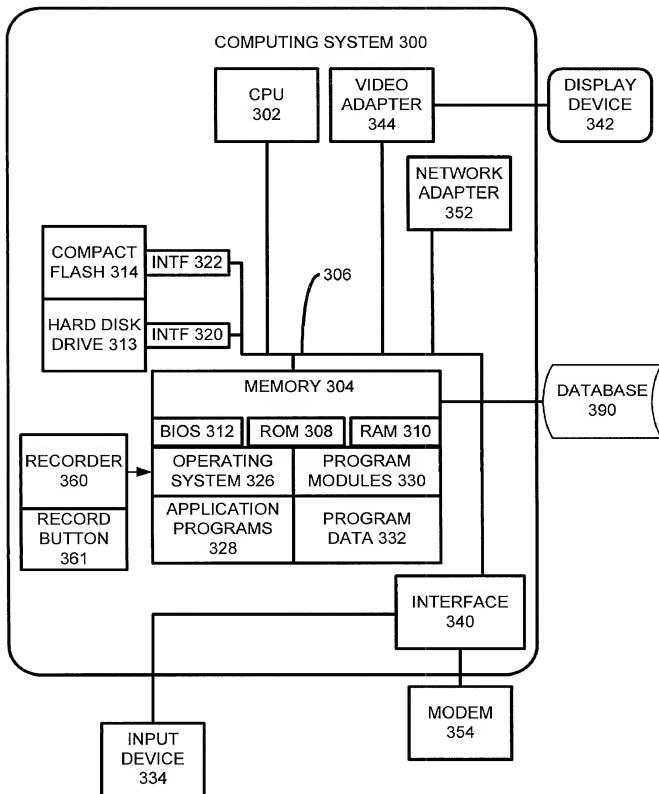 COMPUTING SYSTEM 300
CPU
302
VIDEO
ADAPTER
344
DISPLAY
DEVICE
342
NETWORK
ADAPTER
352
COMPACT
FLASH 314
INTF 322
306
HARD DISK
DRIVE 313
INTF 320
MEMORY 304
DATABASE
390
BIOS 312
ROM 308
RAM 310
RECORDER
360
OPERATING
SYSTEM 326
PROGRAM
MODULES 330
RECORD
BUTTON
361
APPLICATION
PROGRAMS
328
PROGRAM
DATA 332
INTERFACE
340
MODEM
354
INPUT
DEVICE
334